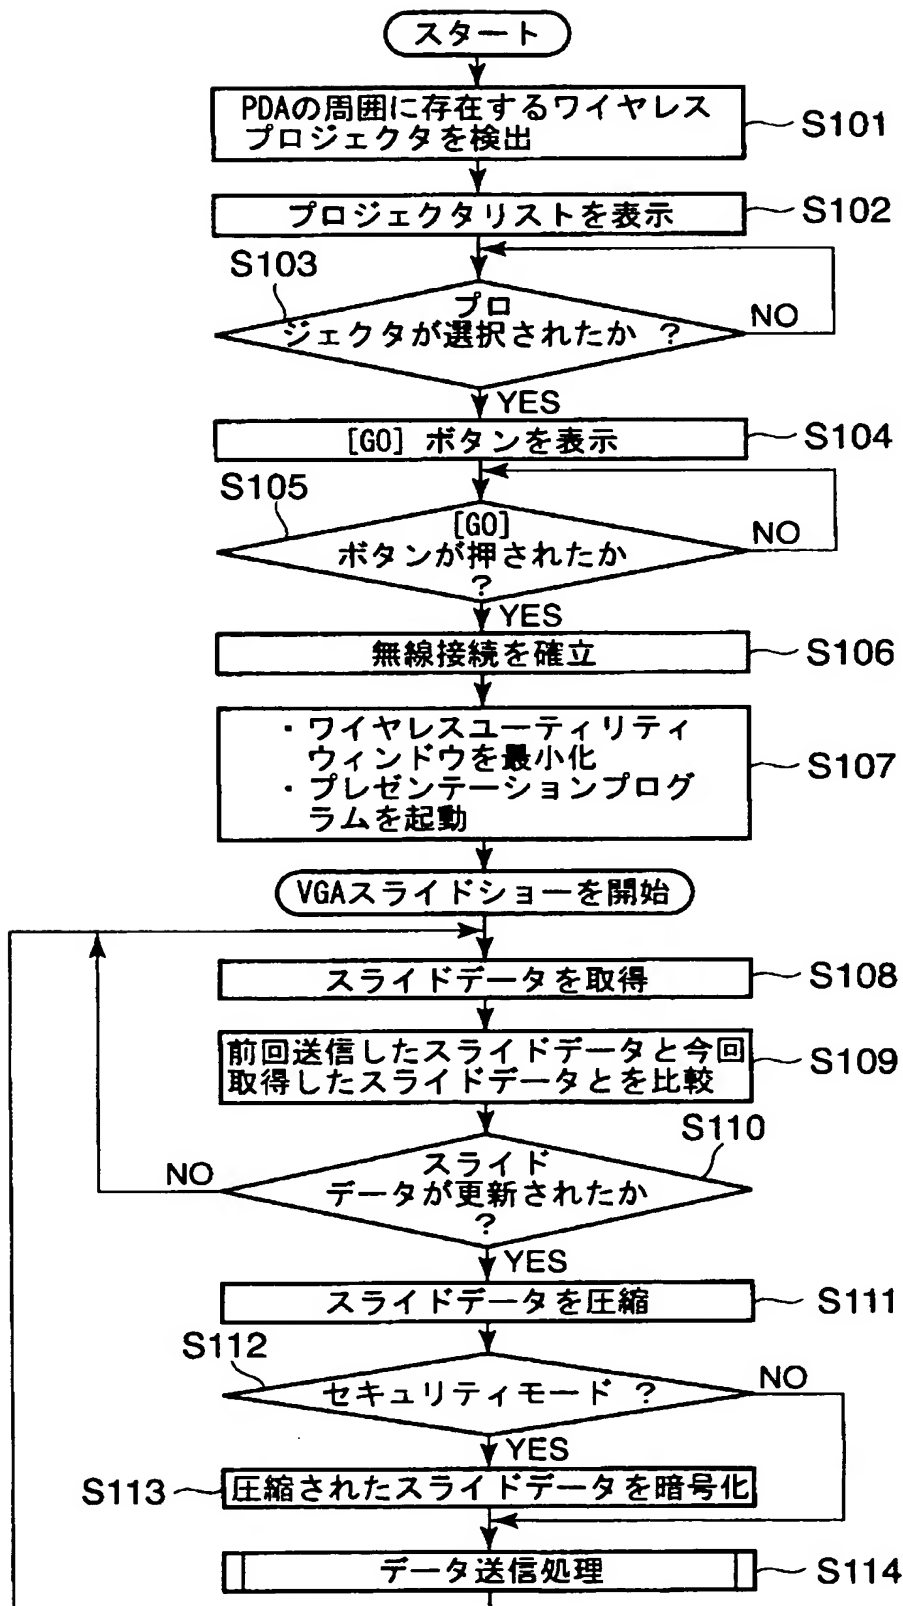 スタート
PDAの周囲に存在するワイヤレス
プロジェクタを検出
S101
プロジェクタリストを表示
S102
S103
プロ
ジェクタが選択されたか ?
NO
YES
[GO] ボタンを表示
S104
S105
[GO]
ボタンが押されたか
?
NO
YES
無線接続を確立
S106
・ワイヤレスユーティリティ
ウィンドウを最小化
・プレゼンテーションプログ
ラムを起動
S107
VGAスライドショーを開始
スライドデータを取得
S108
前回送信したスライドデータと今回
取得したスライドデータとを比較
S109
S110
スライド
データが更新されたか
?
NO
YES
スライドデータを圧縮
S111
S112
セキュリティモード ?
NO
YES
S113
圧縮されたスライドデータを暗号化
データ送信処理
S114